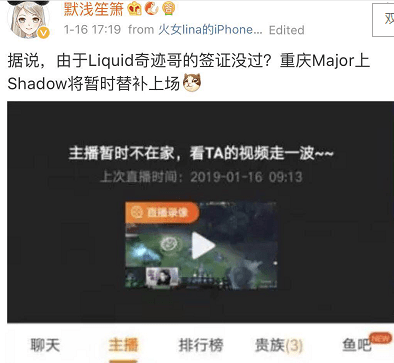 默浅笙箫
1-16 17:19 from 火女lina的iPhone... Edited
据说，由于Liquid奇迹哥的签证没过？重庆Major上
Shadow将暂时替补上场
主播暂时不在家，看TA的视频走一波~~
上次直播时间：2019-01-16 09:13
直播录像
聊天 主播 排行榜 贵族(3) 鱼吧 NEW